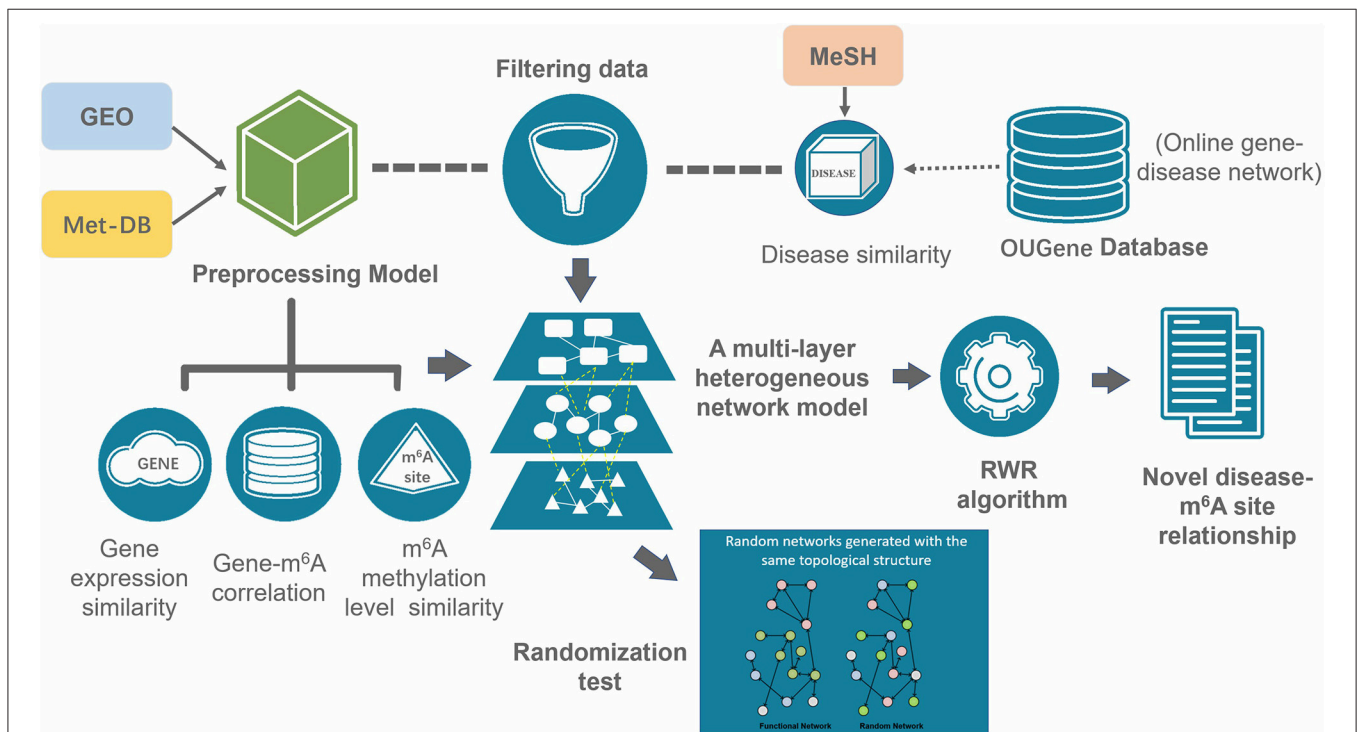 GEO
Met-DB
Preprocessing Model
Filtering data
MeSH
DISEASE
Disease similarity
(Online gene-
disease network)
OUGene Database
GENE
m⁶A
site
Gene
expression
similarity
Gene-m⁶A
correlation
m⁶A
methylation
level similarity
A multi-layer
heterogeneous
network model
RWR
algorithm
Novel disease-
m⁶A site
relationship
Randomization
test
Random networks generated with the
same topological structure
Functional Network
Random Network